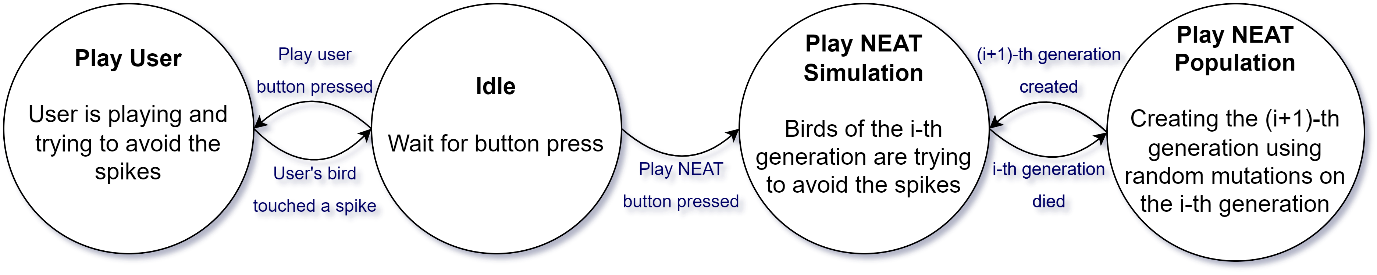 Play User
User is playing and
trying to avoid the
spikes
Play user
button pressed
User's bird
touched a spike
Idle
Wait for button press
Play NEAT
button pressed
Play NEAT
Simulation
Birds of the i-th
generation are trying
to avoid the spikes
(i+1)-th generation
created
i-th generation
died
Play NEAT
Population
Creating the (i+1)-th
generation using
random mutations on
the i-th generation